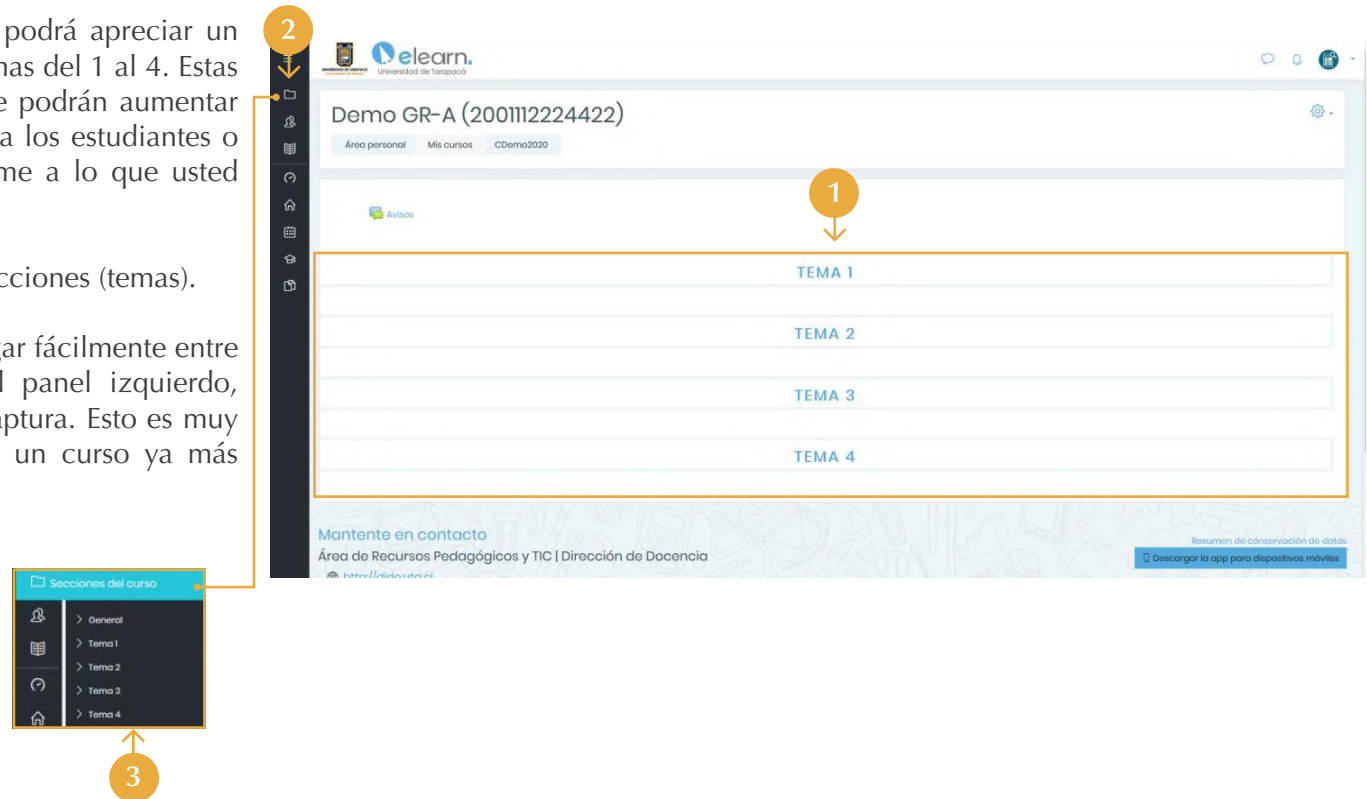 podrá apreciar un
nas del 1 al 4. Estas
e podrán aumentar
a los estudiantes o
me a lo que usted
cciones (temas).
gar fácilmente entre
l panel izquierdo,
aptura. Esto es muy
un curso ya más
2
elearn.
Universidad de Tarapacá
Demo GR-A (2001112224422)
Área personal
Mis cursos
CDemo2020
1
Avisos
TEMA 1
TEMA 2
TEMA 3
TEMA 4
Mantente en contacto
Área de Recursos Pedagógicos y TIC | Dirección de Docencia
Resumen de conservación de datos
Descargar la app para dispositivos móviles
Secciones del curso
General
Tema 1
Tema 2
Tema 3
Tema 4
3